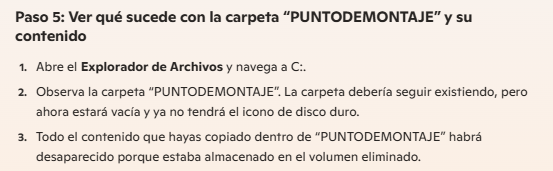 Paso 5: Ver qué sucede con la carpeta “PUNTODEMONTAJE” y su
contenido
1. Abre el Explorador de Archivos y navega a C:.
2. Observa la carpeta “PUNTODEMONTAJE”. La carpeta debería seguir existiendo, pero
ahora estará vacía y ya no tendrá el icono de disco duro.
3. Todo el contenido que hayas copiado dentro de “PUNTODEMONTAJE” habrá
desaparecido porque estaba almacenado en el volumen eliminado.